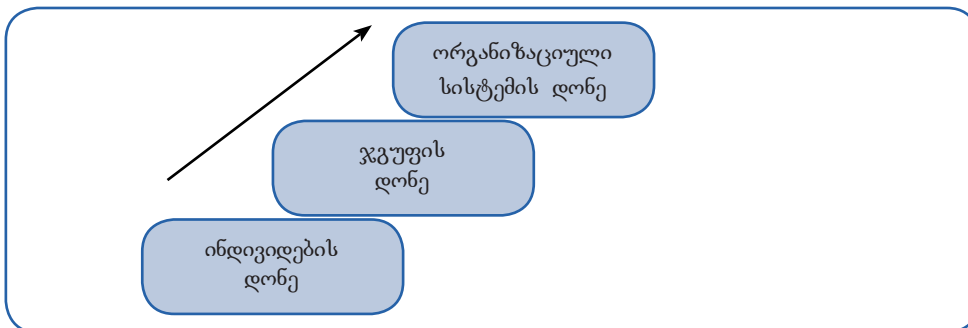 ორგანიზაციული
სისტემის დონე
ჯგუფის
დონე
ინდივიდების
დონე